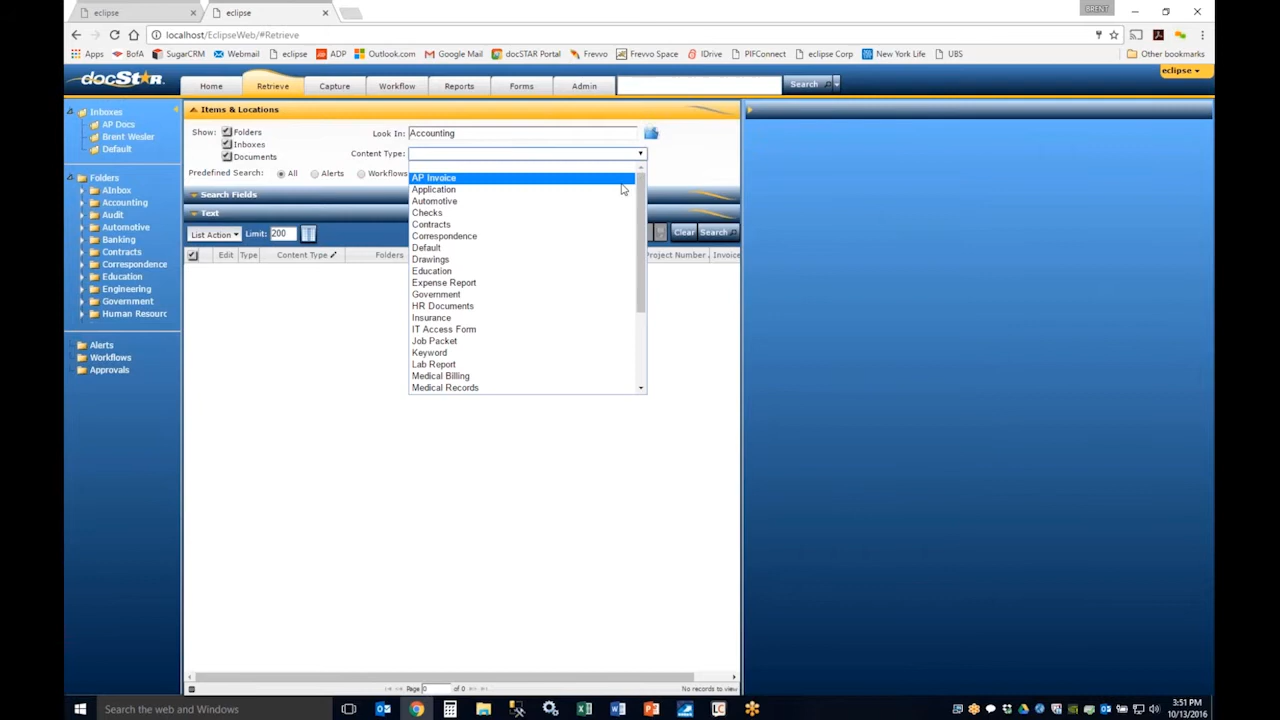 eclipse
eclipse
BRENT
localhost/EclipseWeb/#Retrieve
Apps BofA SugarCRM Webmail eclipse ADP Outlook.com Google Mail docSTAR Portal Frevvo Frevvo Space IDrive PIFConnect eclipse Corp New York Life UBS Other bookmarks
docSTAR Home Retrieve Capture Workflow Reports Forms Admin Search eclipse
Inboxes
AP Docs
Brent Wesler
Default
Folders
AInbox
Accounting
Audit
Automotive
Banking
Contracts
Correspondence
Education
Engineering
Government
Human Resourc
Alerts
Workflows
Approvals
Items & Locations
Show: Folders Look In: Accounting
Inboxes
Documents Content Type:
Predefined Search: All Alerts Workflows
Search Fields
Text
List Action Limit: 200 Clear Search
Edit Type Content Type Folders Project Number Invoice
AP Invoice
Application
Automotive
Checks
Contracts
Correspondence
Default
Drawings
Education
Expense Report
Government
HR Documents
Insurance
IT Access Form
Job Packet
Keyword
Lab Report
Medical Billing
Medical Records
Page 0 of 0 No records to view
Search the web and Windows
3:51 PM
10/13/2016